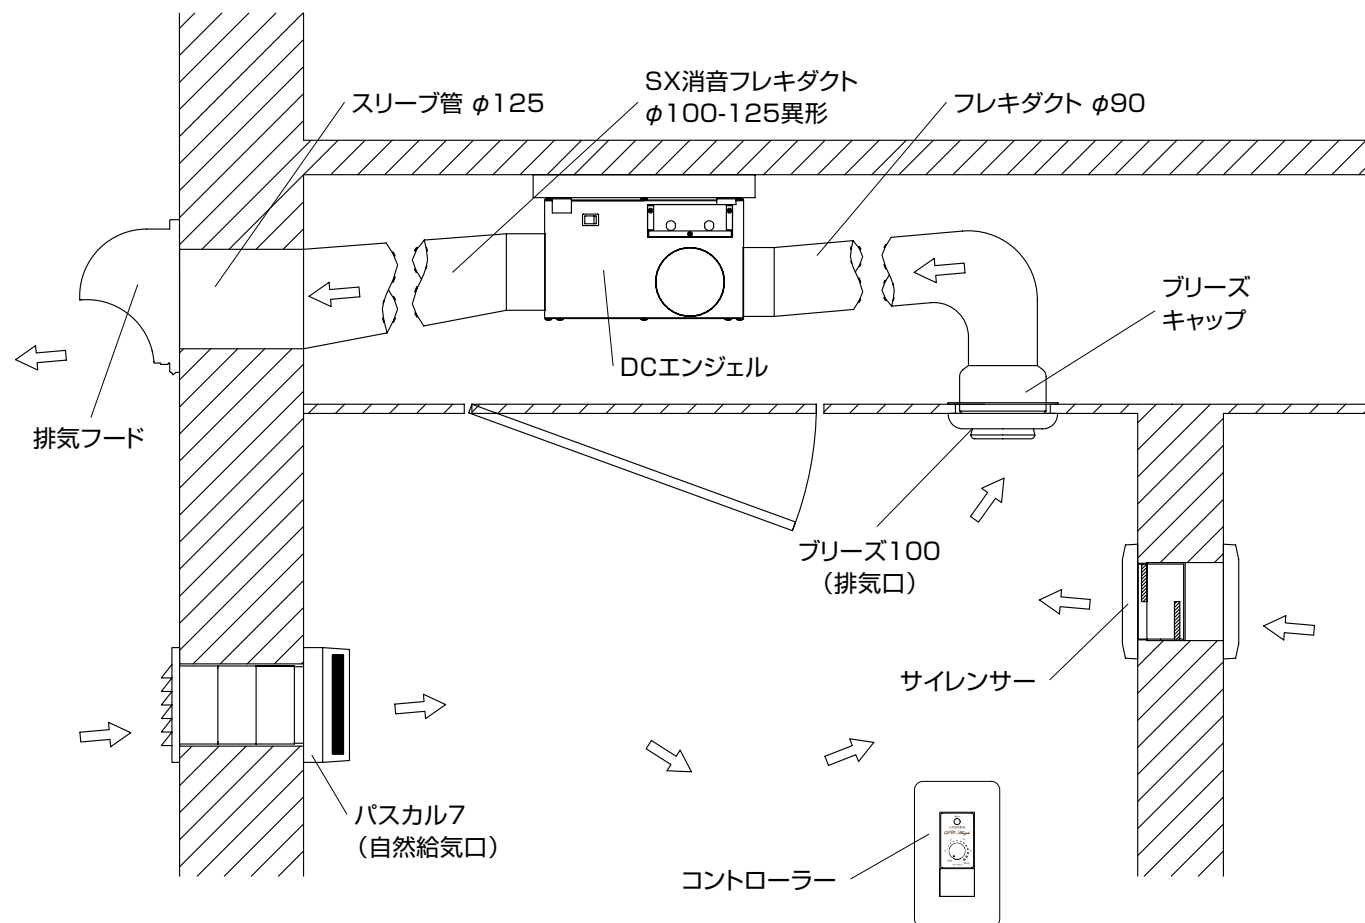 スリーブ管 φ125
SX消音フレキダクト
φ100-125異形
フレキダクト φ90
ブリーズ
キャップ
DCエンジェル
排気フード
ブリーズ100
（排気口）
サイレンサー
パスカル7
（自然給気口）
コントローラー